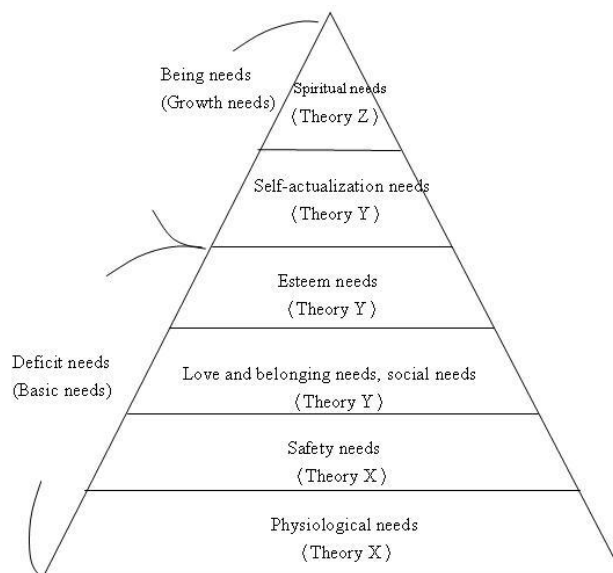 Being needs
(Growth needs)
Spiritual needs
(Theory Z)
Self-actualization needs
(Theory Y)
Esteem needs
(Theory Y)
Deficit needs
(Basic needs)
Love and belonging needs, social needs
(Theory Y)
Safety needs
(Theory X)
Physiological needs
(Theory X)